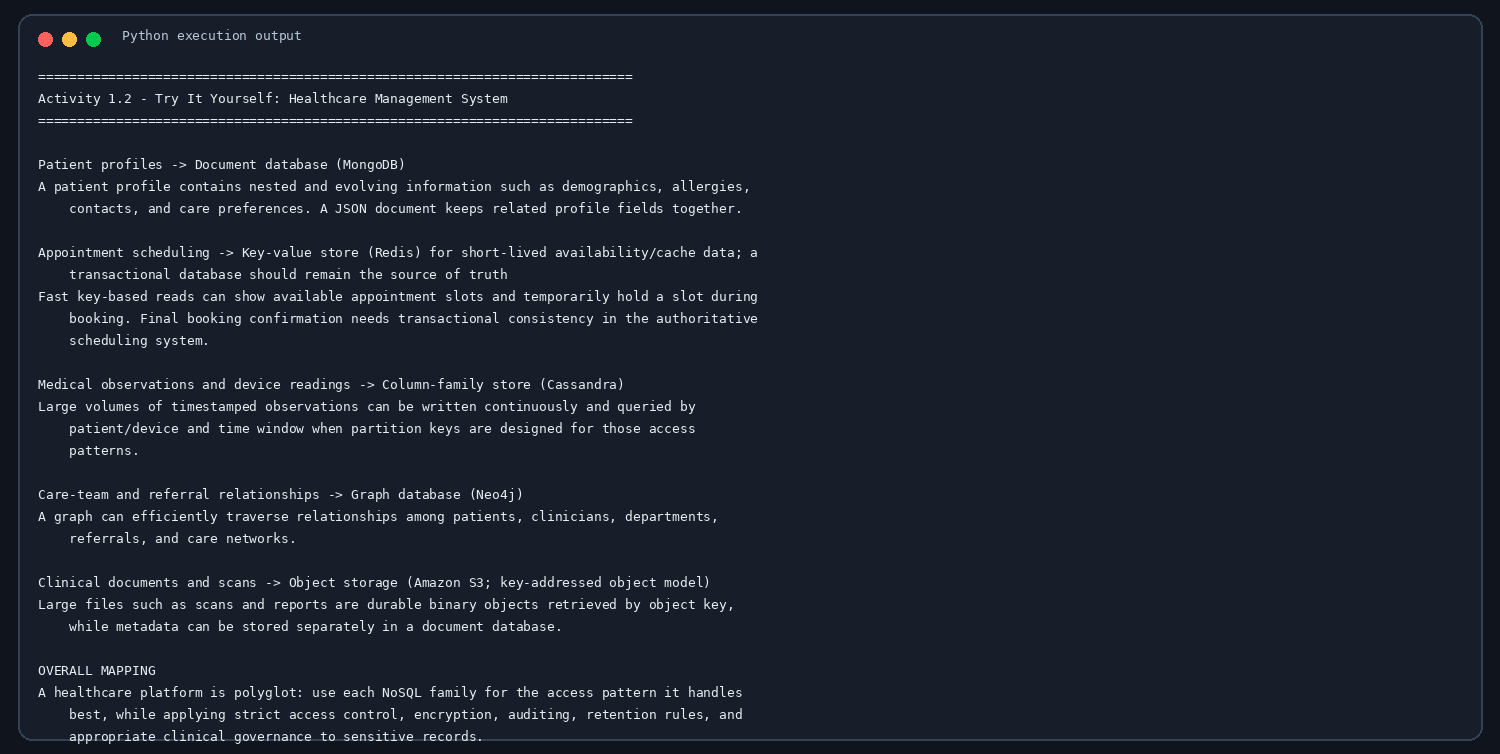 Python execution output
============================================================================
Activity 1.2 - Try It Yourself: Healthcare Management System
============================================================================
Patient profiles -> Document database (MongoDB)
A patient profile contains nested and evolving information such as demographics, allergies,
contacts, and care preferences. A JSON document keeps related profile fields together.
Appointment scheduling -> Key-value store (Redis) for short-lived availability/cache data; a
transactional database should remain the source of truth
Fast key-based reads can show available appointment slots and temporarily hold a slot during
booking. Final booking confirmation needs transactional consistency in the authoritative
scheduling system.
Medical observations and device readings -> Column-family store (Cassandra)
Large volumes of timestamped observations can be written continuously and queried by
patient/device and time window when partition keys are designed for those access
patterns.
Care-team and referral relationships -> Graph database (Neo4j)
A graph can efficiently traverse relationships among patients, clinicians, departments,
referrals, and care networks.
Clinical documents and scans -> Object storage (Amazon S3; key-addressed object model)
Large files such as scans and reports are durable binary objects retrieved by object key,
while metadata can be stored separately in a document database.
OVERALL MAPPING
A healthcare platform is polyglot: use each NoSQL family for the access pattern it handles
best, while applying strict access control, encryption, auditing, retention rules, and
appropriate clinical governance to sensitive records.